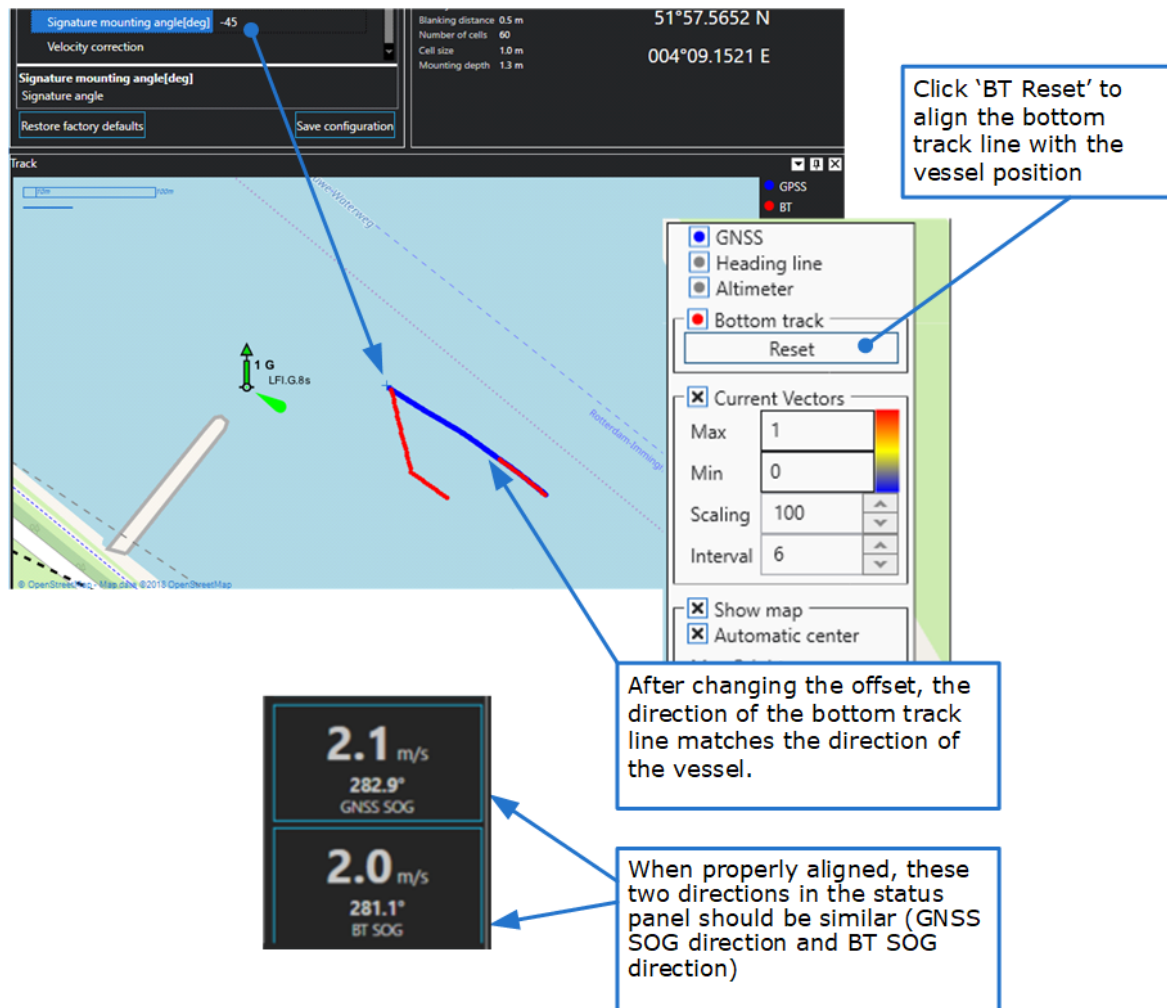 Signature mounting angle[deg] -45
Velocity correction
Signature mounting angle[deg]
Signature angle
Restore factory defaults
Save configuration
Blanking distance 0.5 m
Number of cells 60
Cell size 1.0 m
Mounting depth 1.3 m
51°57.5652 N
004°09.1521 E
Click ‘BT Reset’ to
align the bottom
track line with the
vessel position
Track
GPSS
BT
100m
1 G
LFl.G.8s
© OpenStreetMap - Map data ©2018 OpenStreetMap
GNSS
Heading line
Altimeter
Bottom track
Reset
Current Vectors
Max 1
Min 0
Scaling 100
Interval 6
Show map
Automatic center
After changing the offset, the
direction of the bottom track
line matches the direction of
the vessel.
2.1 m/s
282.9°
GNSS SOG
2.0 m/s
281.1°
BT SOG
When properly aligned, these
two directions in the status
panel should be similar (GNSS
SOG direction and BT SOG
direction)